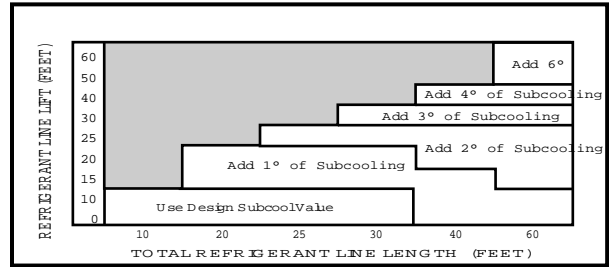 REFRIGERANT LINE LIFT (FEET)
60
50
40
30
25
20
15
10
0
Add 6°
Add 4° of Subcooling
Add 3° of Subcooling
Add 2° of Subcooling
Add 1° of Subcooling
Use Design Subcool Value
10 20 25 30 40 60
TOTAL REFRIGERANT LINE LENGTH (FEET)